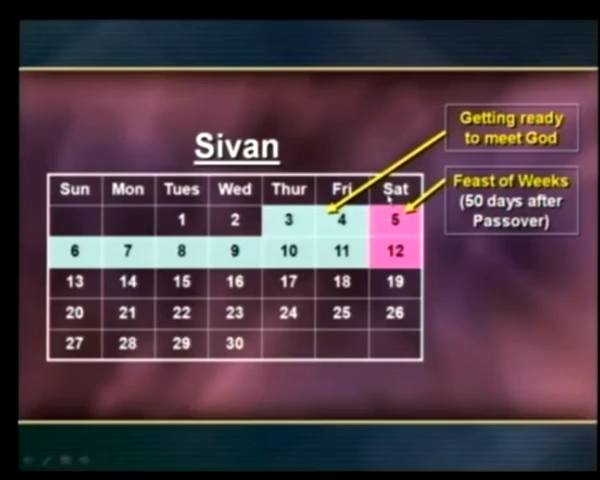 Getting ready
to meet God
Sivan
Feast of Weeks
(50 days after
Passover)
Sun Mon Tues Wed Thur Fri Sat
1 2 3 4 5
6 7 8 9 10 11 12
13 14 15 16 17 18 19
20 21 22 23 24 25 26
27 28 29 30